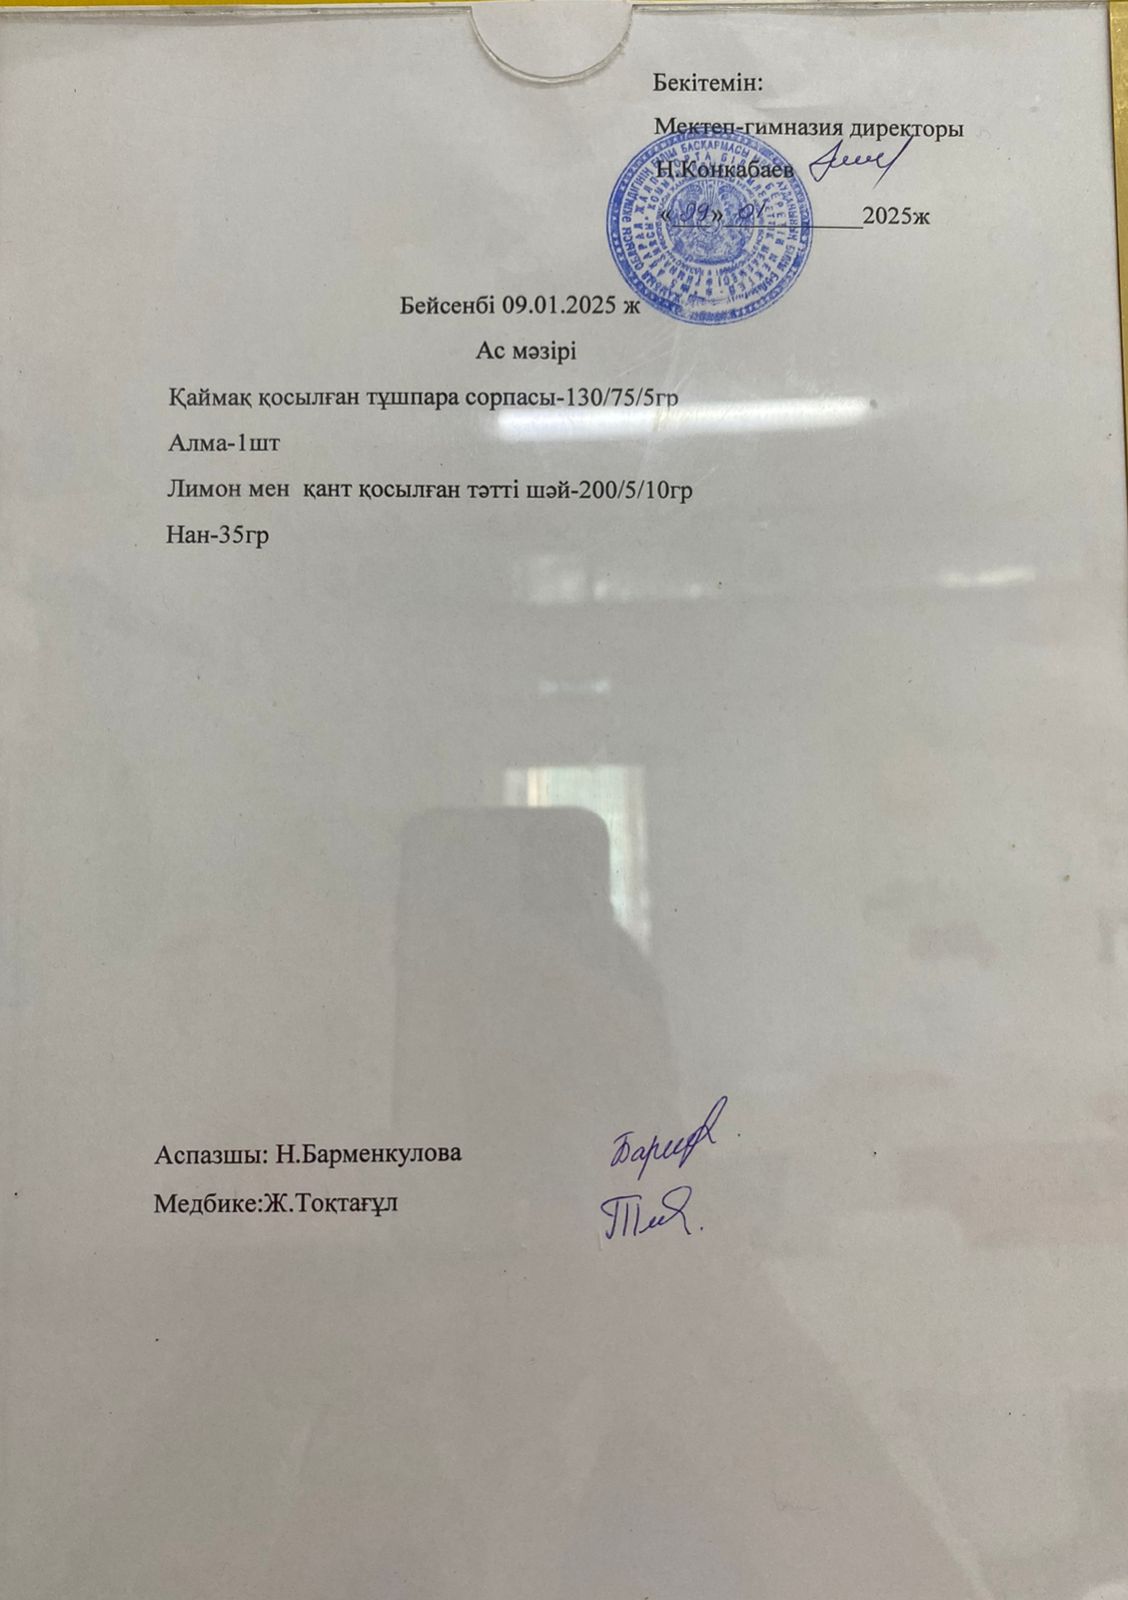 Бекітемін:
Мектеп-гимназия директоры
Н.Конкабаев
« 09 » 01 ____________2025ж
Бейсенбі 09.01.2025 ж
Ас мәзірі
Қаймақ қосылған тұшпара сорпасы-130/75/5гр
Алма-1шт
Лимон мен  қант қосылған тәтті шәй-200/5/10гр
Нан-35гр
Аспазшы: Н.Барменкулова
Медбике:Ж.Тоқтағұл